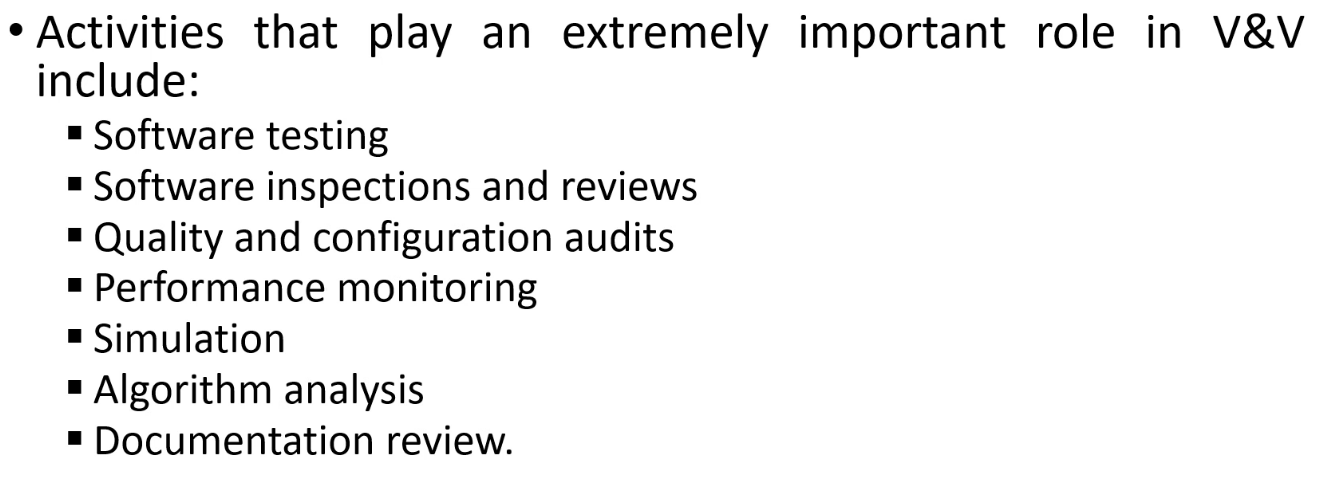 • Activities that play an extremely important role in V&V
include:
▪ Software testing
▪ Software inspections and reviews
▪ Quality and configuration audits
▪ Performance monitoring
▪ Simulation
▪ Algorithm analysis
▪ Documentation review.